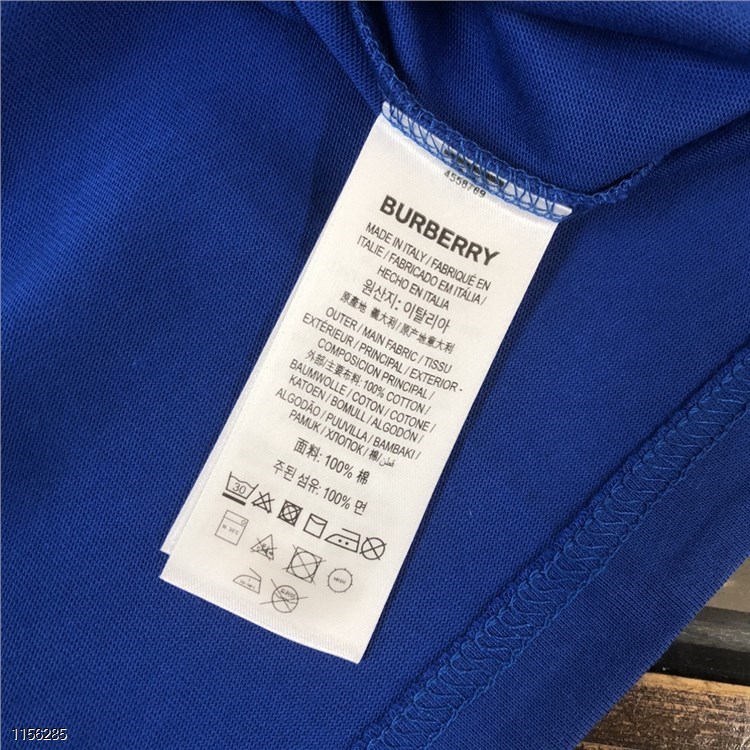 4558769
BURBERRY
MADE IN ITALY / FABRIQUÉ EN
ITALIE / FABRICADO EM ITÁLIA /
HECHO EN ITALIA
원산지: 이탈리아
原產地 義大利 / 原产地意大利
OUTER / MAIN FABRIC / TISSU
EXTÉRIEUR / PRINCIPAL / EXTERIOR -
COMPOSICION PRINCIPAL /
外部/主要布料: 100% COTTON /
BAUMWOLLE / COTON / COTONE /
KATOEN / BOMULL / ALGODÓN /
ALGODÃO / PUUVILLA / BAMBAKI /
PAMUK / ХЛОПОК / 棉/ قطن
面料: 100% 棉
주된 섬유: 100% 면
30
1156285